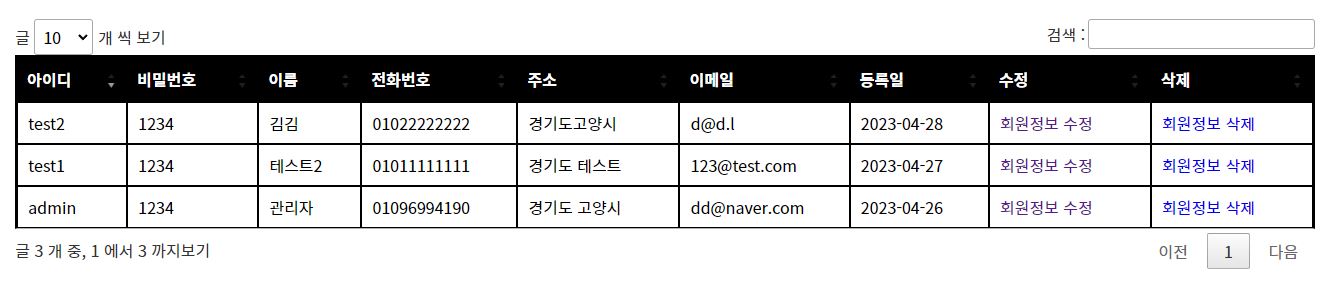 글 10 개 씩 보기 검색 :
아이디 비밀번호 이름 전화번호 주소 이메일 등록일 수정 삭제
test2 1234 김김 01022222222 경기도고양시 d@d.l 2023-04-28 회원정보 수정 회원정보 삭제
test1 1234 테스트2 01011111111 경기도 테스트 123@test.com 2023-04-27 회원정보 수정 회원정보 삭제
admin 1234 관리자 01096994190 경기도 고양시 dd@naver.com 2023-04-26 회원정보 수정 회원정보 삭제
글 3 개 중, 1 에서 3 까지보기 이전 1 다음